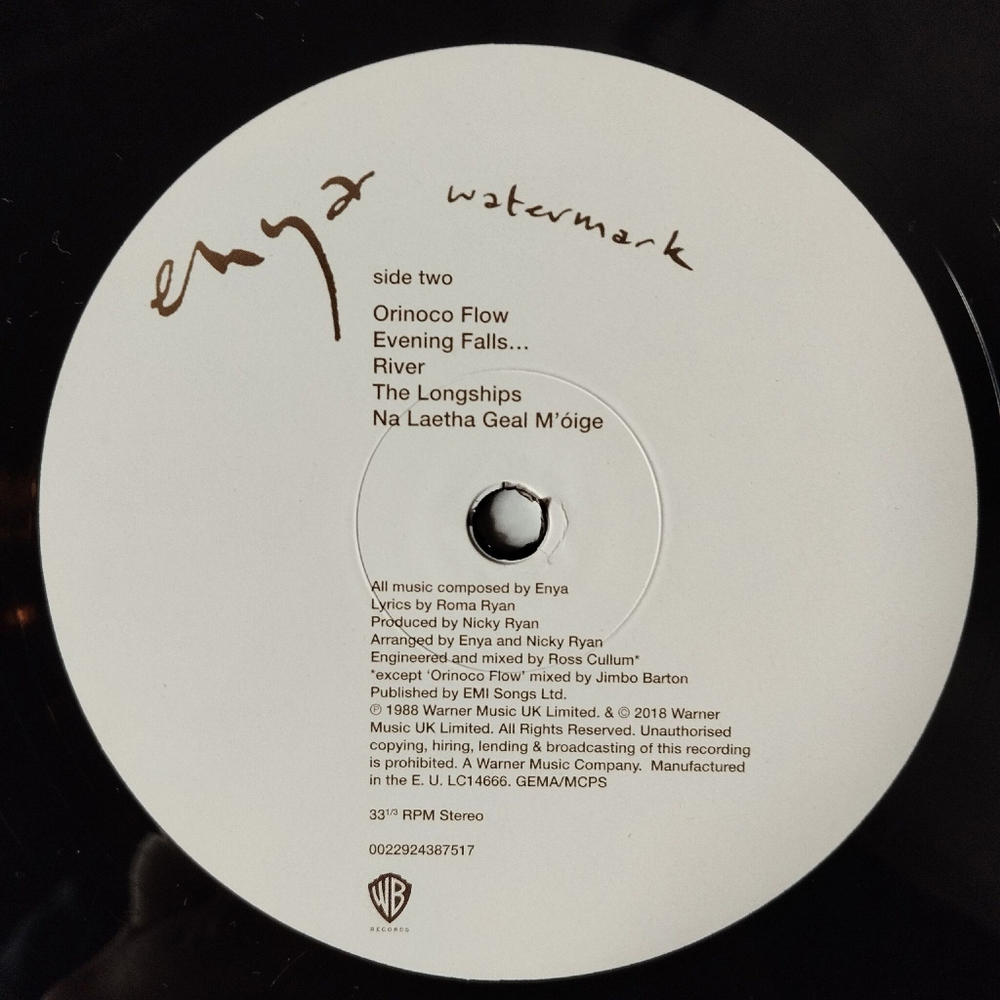 enya
watermark
side two
Orinoco Flow
Evening Falls...
River
The Longships
Na Laetha Geal M'óige
All music composed by Enya
Lyrics by Roma Ryan
Produced by Nicky Ryan
Arranged by Enya and Nicky Ryan
Engineered and mixed by Ross Cullum*
*except ‘Orinoco Flow’ mixed by Jimbo Barton
Published by EMI Songs Ltd.
℗ 1988 Warner Music UK Limited. & © 2018 Warner
Music UK Limited. All Rights Reserved. Unauthorised
copying, hiring, lending & broadcasting of this recording
is prohibited. A Warner Music Company. Manufactured
in the E. U. LC14666. GEMA/MCPS
33 1/3 RPM Stereo
0022924387517
WB
RECORDS